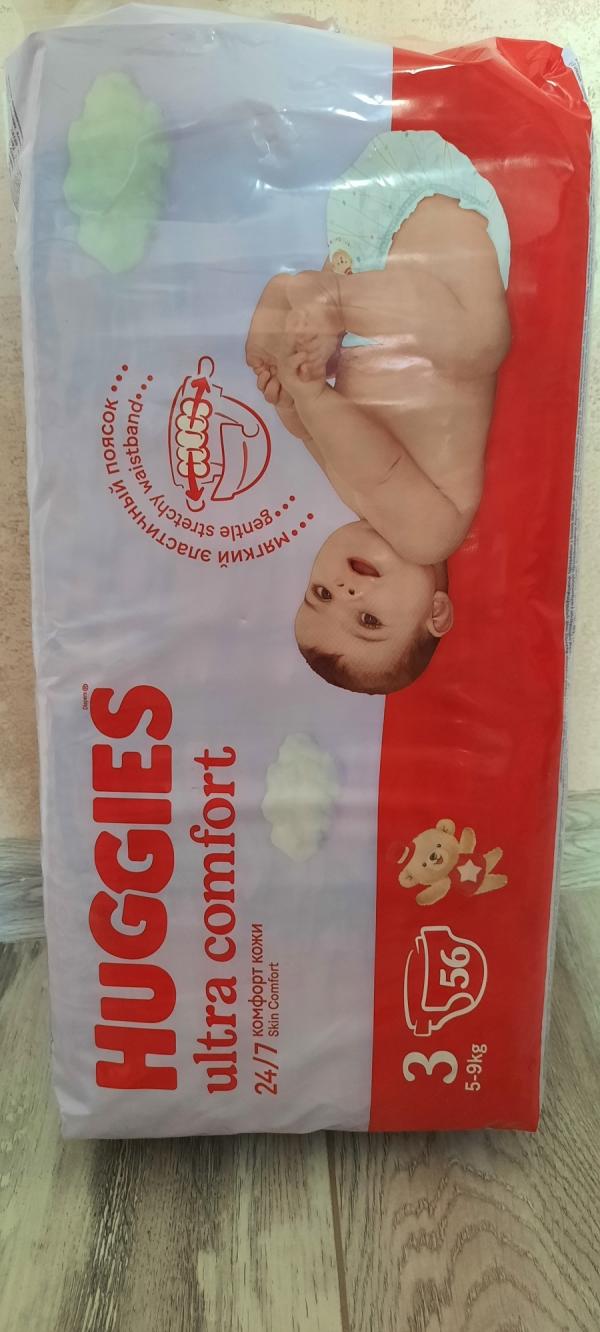 HUGGIES
Diapers ®
ultra comfort
24/7 комфорт кожи
Skin Comfort
мягкий эластичный поясок
gentle stretchy waistband
3
56
5-9kg